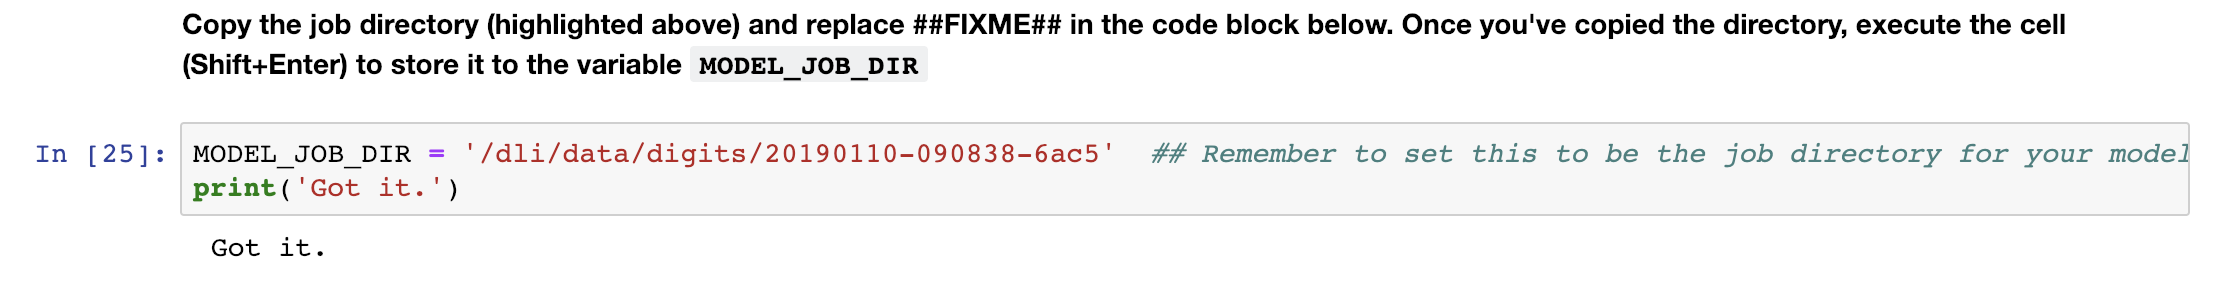 Copy the job directory (highlighted above) and replace ##FIXME## in the code block below. Once you've copied the directory, execute the cell
(Shift+Enter) to store it to the variable MODEL_JOB_DIR
In [25]: MODEL_JOB_DIR = '/dli/data/digits/20190110-090838-6ac5'  ## Remember to set this to be the job directory for your model
print('Got it.')
Got it.